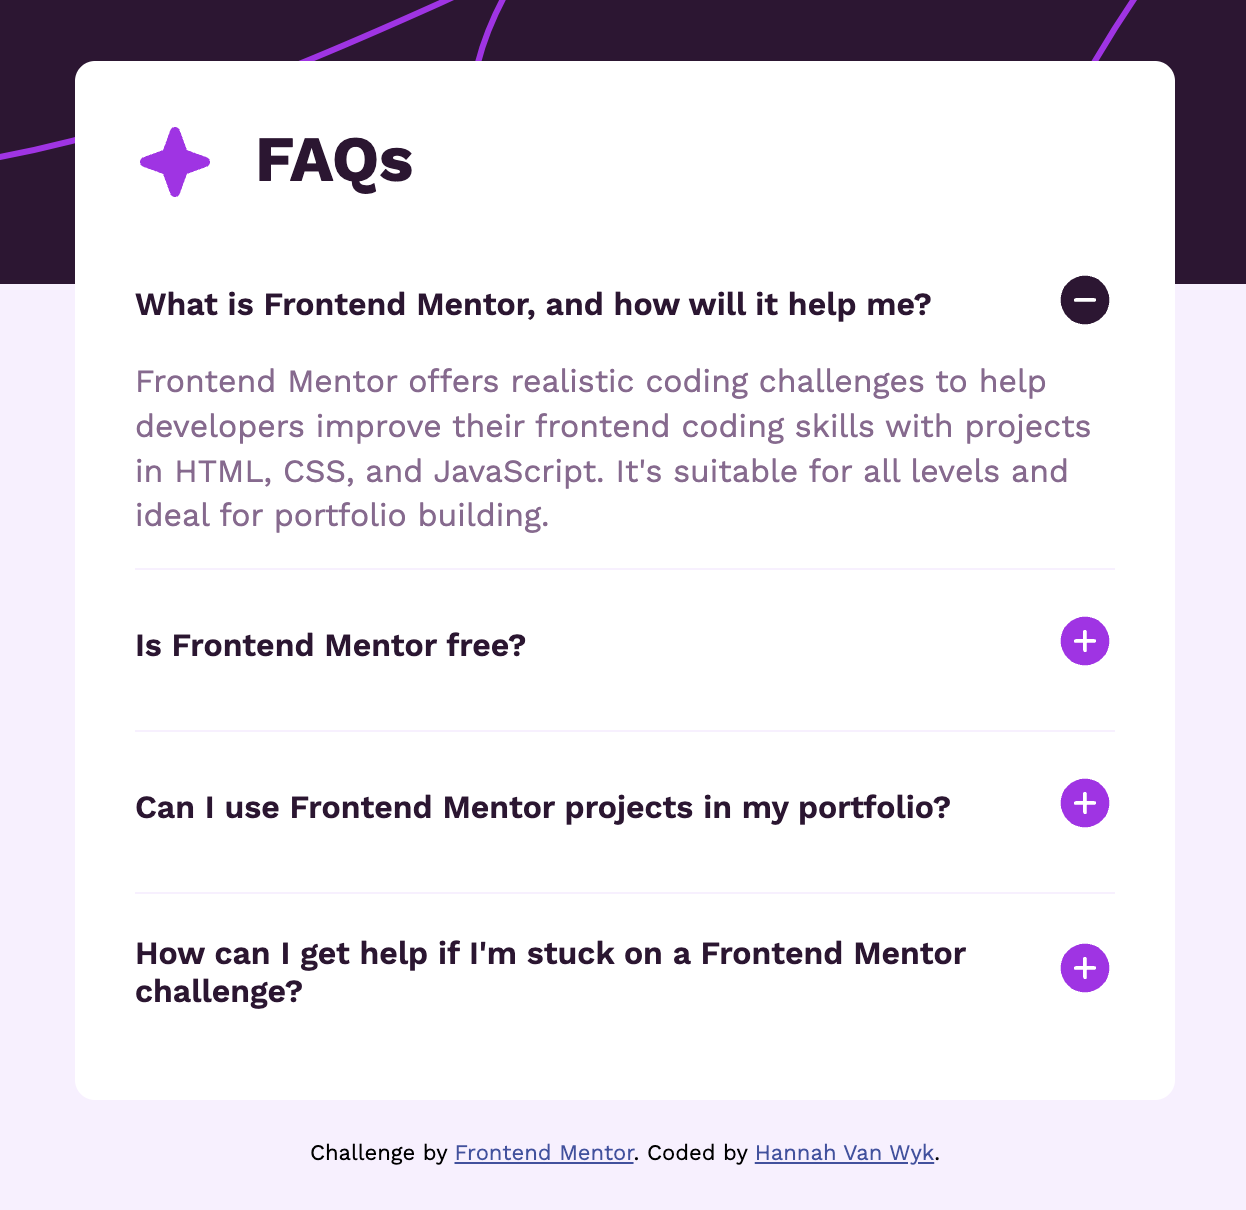 FAQs
What is Frontend Mentor, and how will it help me?
Frontend Mentor offers realistic coding challenges to help
developers improve their frontend coding skills with projects
in HTML, CSS, and JavaScript. It's suitable for all levels and
ideal for portfolio building.
Is Frontend Mentor free?
Can I use Frontend Mentor projects in my portfolio?
How can I get help if I'm stuck on a Frontend Mentor
challenge?
Challenge by Frontend Mentor. Coded by Hannah Van Wyk.